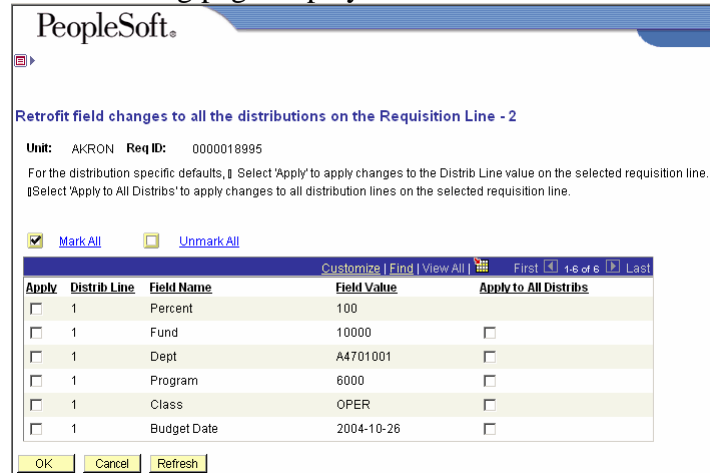 PeopleSoft®
Retrofit field changes to all the distributions on the Requisition Line - 2
Unit: AKRON Req ID: 0000018995
For the distribution specific defaults, Select 'Apply' to apply changes to the Distrib Line value on the selected requisition line.
Select 'Apply to All Distribs' to apply changes to all distribution lines on the selected requisition line.
Mark All Unmark All
Customize | Find | View All | First 1-6 of 6 Last
Apply Distrib Line Field Name Field Value Apply to All Distribs
1 Percent 100
1 Fund 10000
1 Dept A4701001
1 Program 6000
1 Class OPER
1 Budget Date 2004-10-26
OK Cancel Refresh